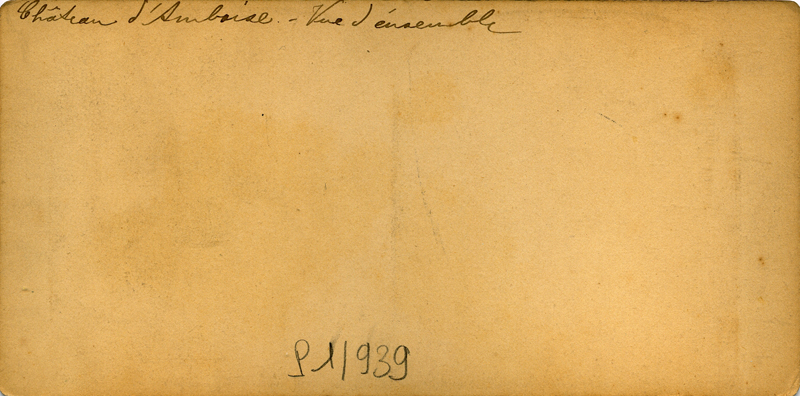 Château d'Amboise. - Vue d'ensemble
P 1/939